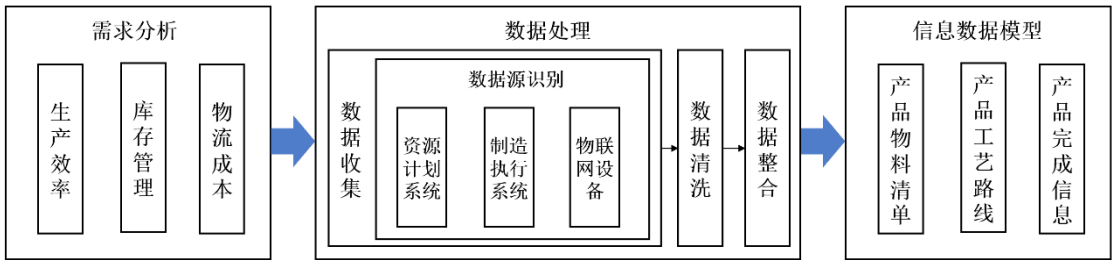 需求分析
生产效率
库存管理
物流成本
数据处理
数据收集
数据源识别
资源
计划
系统
制造
执行
系统
物联
网设
备
数据清洗
数据整合
信息数据模型
产品物料清单
产品工艺路线
产品完成信息